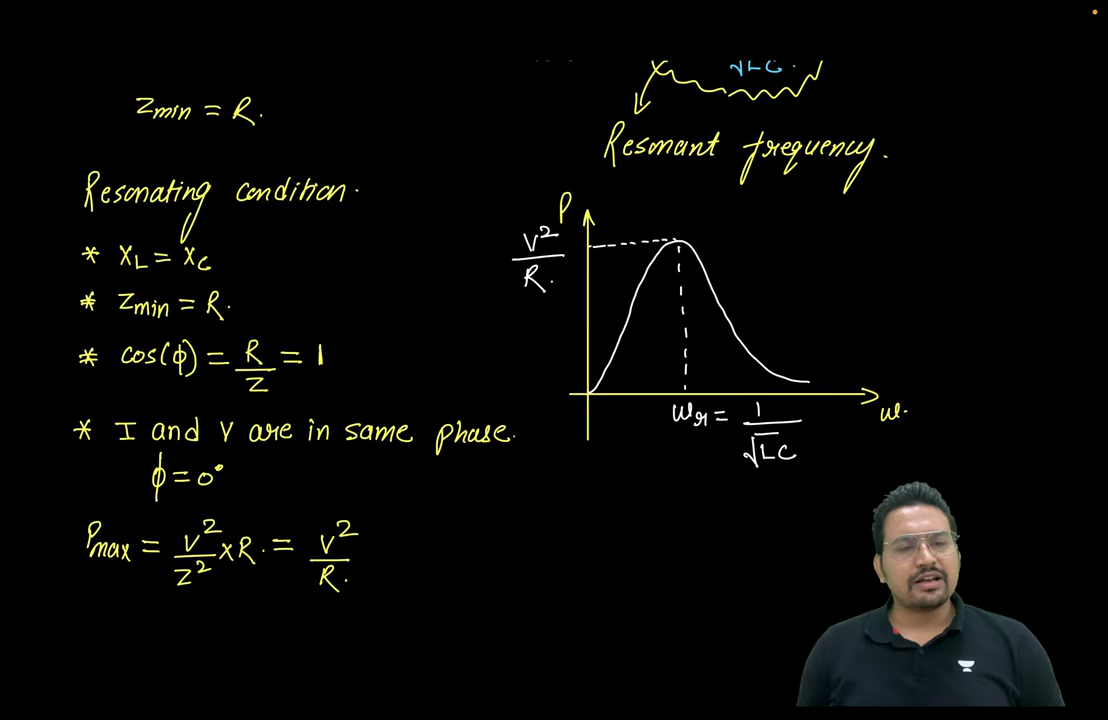 Zmin = R.
Resonating condition.
* XL = XC
* Zmin = R.
* cos(φ) = R/Z = 1
* I and V are in same phase.
φ = 0°
Pmax = V²/Z² x R. = V²/R.
√LC.
Resonant frequency.
P
V²/R.
ωr = 1/√LC
ω.